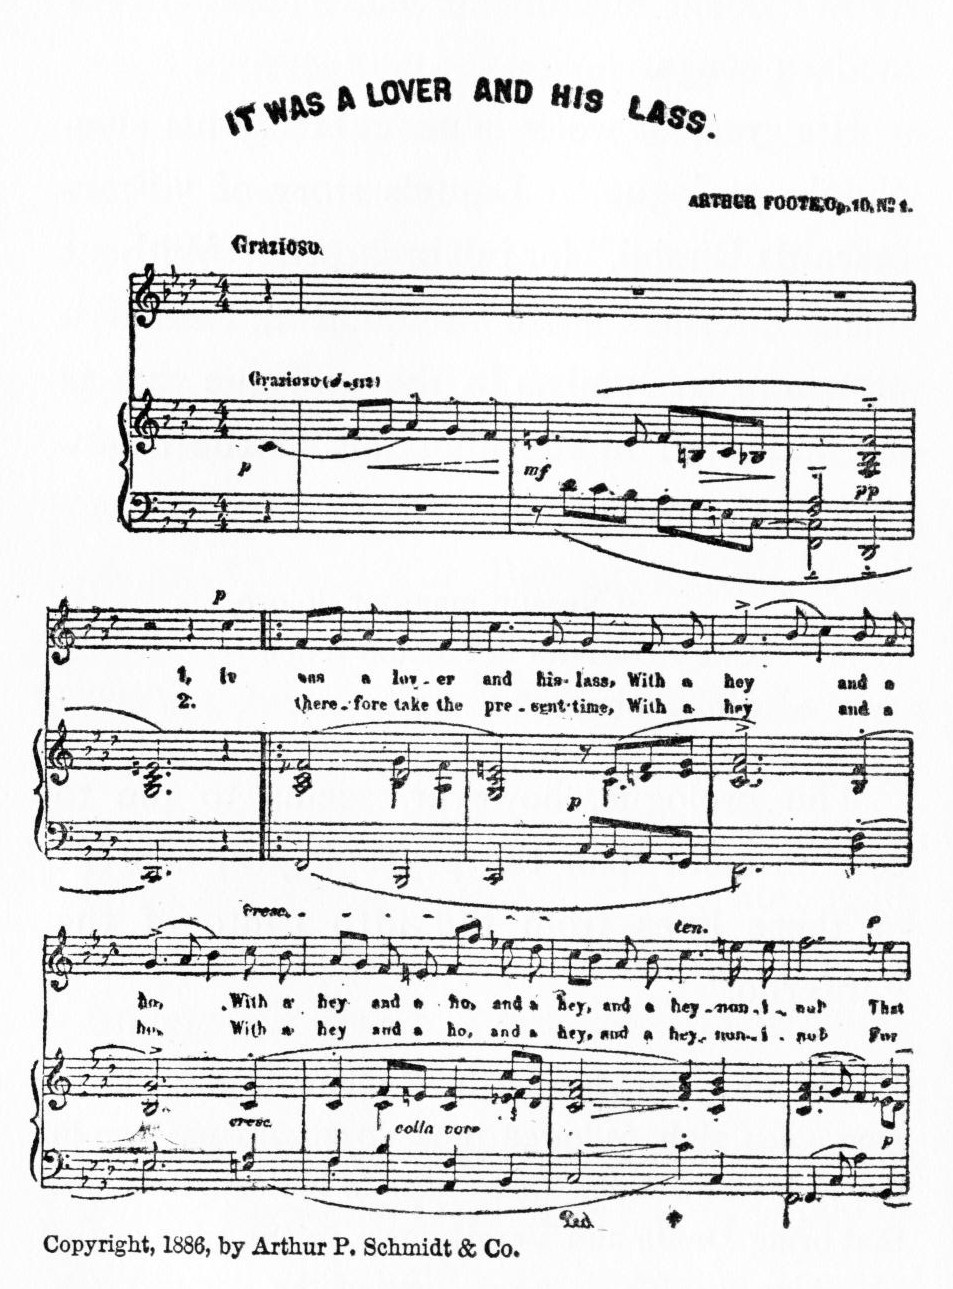 IT WAS A LOVER AND HIS LASS.
ARTHUR FOOTE, Op. 10, No 1.
Grazioso.
Grazioso
p
mf
pp
p
1. It was a lov - er and his lass, With a hey and a
2. there - fore take the pre - sent time, With a hey and a
p
cresc.
ten.
p
ho, With a hey and a ho, and a hey, and a hey non - i - no! That
ho, With a hey and a ho, and a hey, and a hey non - i - no! For
cresc.
colla voce
p
Ped
Copyright, 1886, by Arthur P. Schmidt & Co.